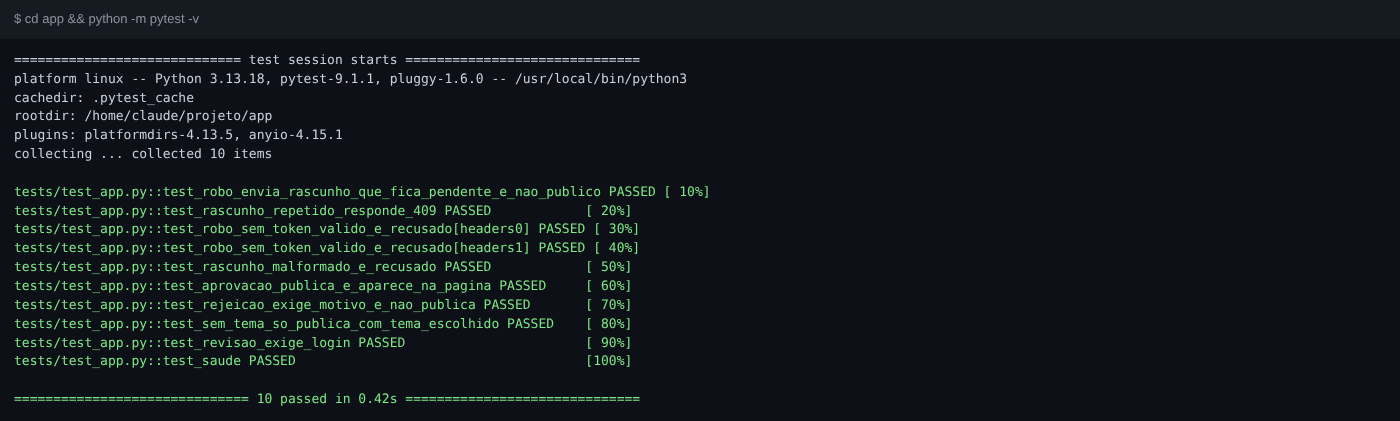 $ cd app && python -m pytest -v
============================= test session starts ==============================
platform linux -- Python 3.13.18, pytest-9.1.1, pluggy-1.6.0 -- /usr/local/bin/python3
cachedir: .pytest_cache
rootdir: /home/claude/projeto/app
plugins: platformdirs-4.13.5, anyio-4.15.1
collecting ... collected 10 items
tests/test_app.py::test_robo_envia_rascunho_que_fica_pendente_e_nao_publico PASSED [ 10%]
tests/test_app.py::test_rascunho_repetido_responde_409 PASSED            [ 20%]
tests/test_app.py::test_robo_sem_token_valido_e_recusado[headers0] PASSED [ 30%]
tests/test_app.py::test_robo_sem_token_valido_e_recusado[headers1] PASSED [ 40%]
tests/test_app.py::test_rascunho_malformado_e_recusado PASSED            [ 50%]
tests/test_app.py::test_aprovacao_publica_e_aparece_na_pagina PASSED     [ 60%]
tests/test_app.py::test_rejeicao_exige_motivo_e_nao_publica PASSED       [ 70%]
tests/test_app.py::test_sem_tema_so_publica_com_tema_escolhido PASSED    [ 80%]
tests/test_app.py::test_revisao_exige_login PASSED                       [ 90%]
tests/test_app.py::test_saude PASSED                                     [100%]
============================== 10 passed in 0.42s ==============================